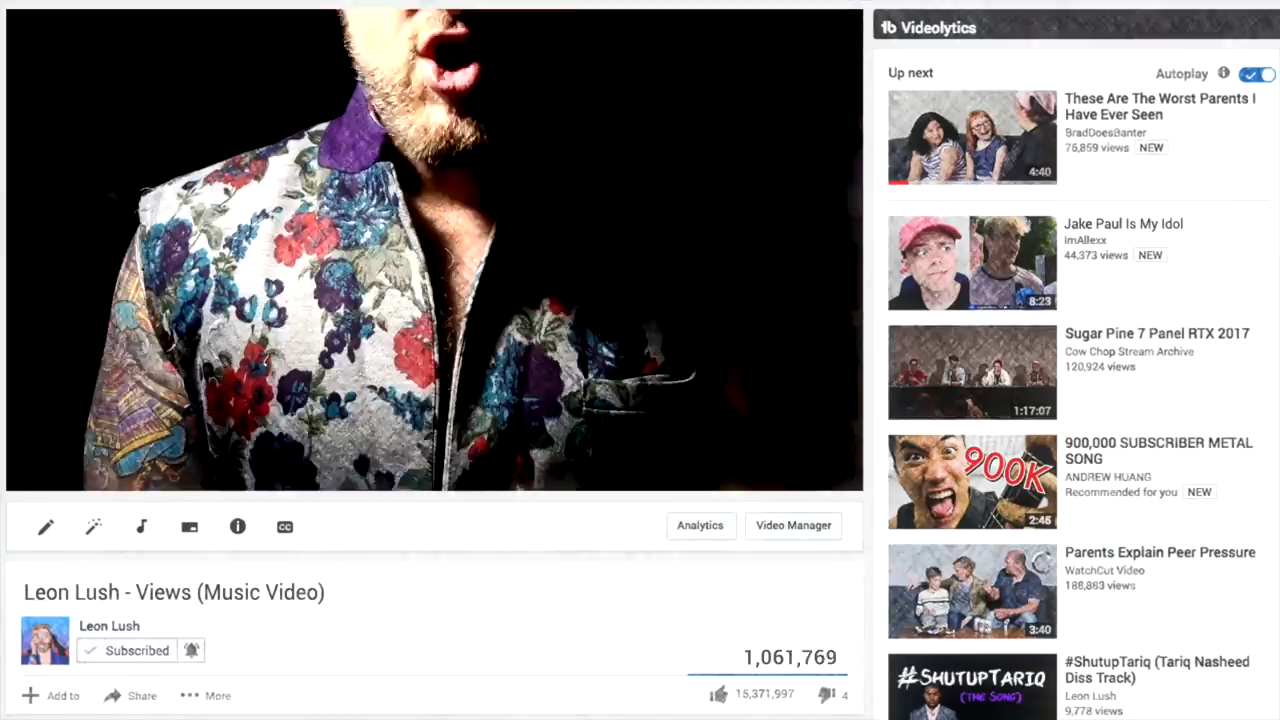 Videolytics
Up next
Autoplay
These Are The Worst Parents I
Have Ever Seen
BradDoesBanter
76,859 views NEW
4:40
Jake Paul Is My Idol
ImAllexx
44,373 views NEW
8:23
Sugar Pine 7 Panel RTX 2017
Cow Chop Stream Archive
120,924 views
1:17:07
900,000 SUBSCRIBER METAL
SONG
ANDREW HUANG
Recommended for you NEW
900K
2:45
Parents Explain Peer Pressure
WatchCut Video
188,883 views
3:40
#ShutupTariq (Tariq Nasheed
Diss Track)
Leon Lush
9,778 views
#SHUTUPTARIQ
(THE SONG)
CC
Analytics
Video Manager
Leon Lush - Views (Music Video)
Leon Lush
Subscribed
1,061,769
Add to
Share
More
15,371,997
4